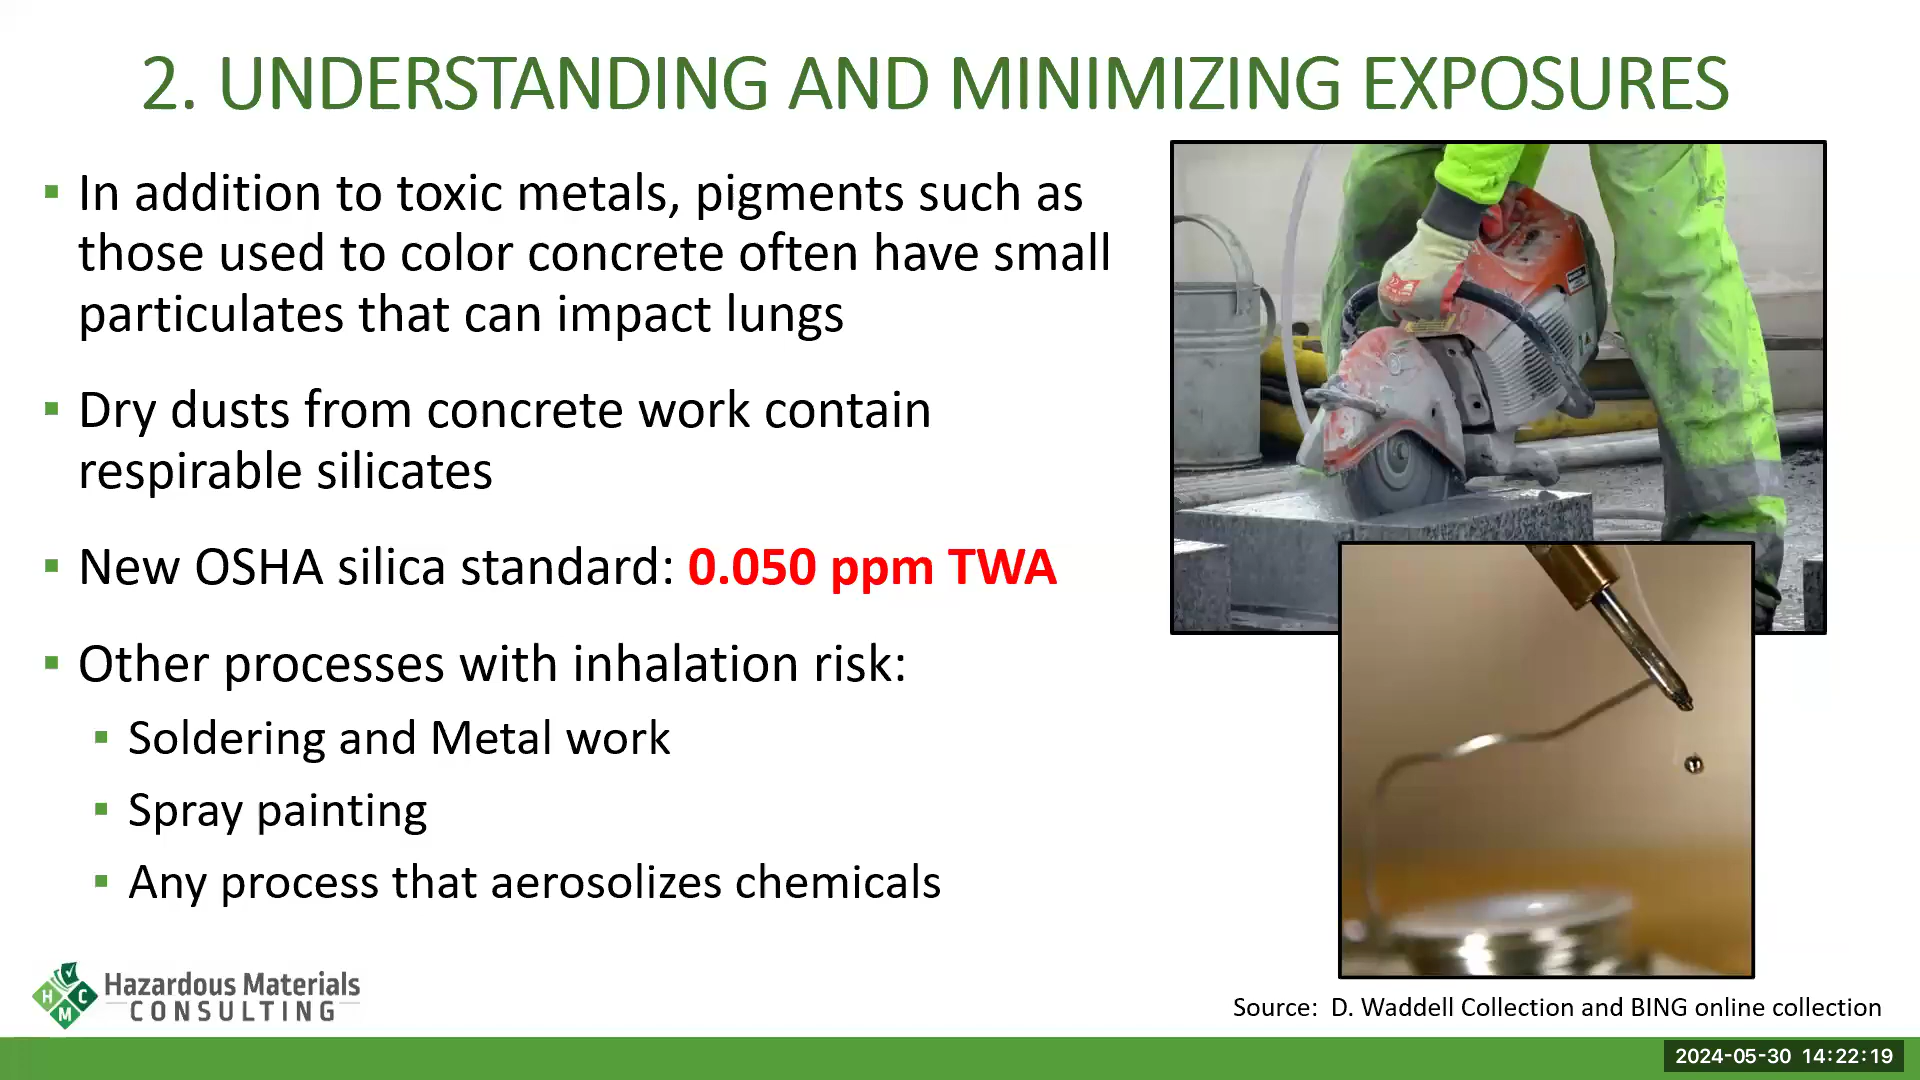 2. UNDERSTANDING AND MINIMIZING EXPOSURES
In addition to toxic metals, pigments such as
those used to color concrete often have small
particulates that can impact lungs
Dry dusts from concrete work contain
respirable silicates
New OSHA silica standard: 0.050 ppm TWA
Other processes with inhalation risk:
Soldering and Metal work
Spray painting
Any process that aerosolizes chemicals
H C M
Hazardous Materials
CONSULTING
Source: D. Waddell Collection and BING online collection
2024-05-30 14:22:19